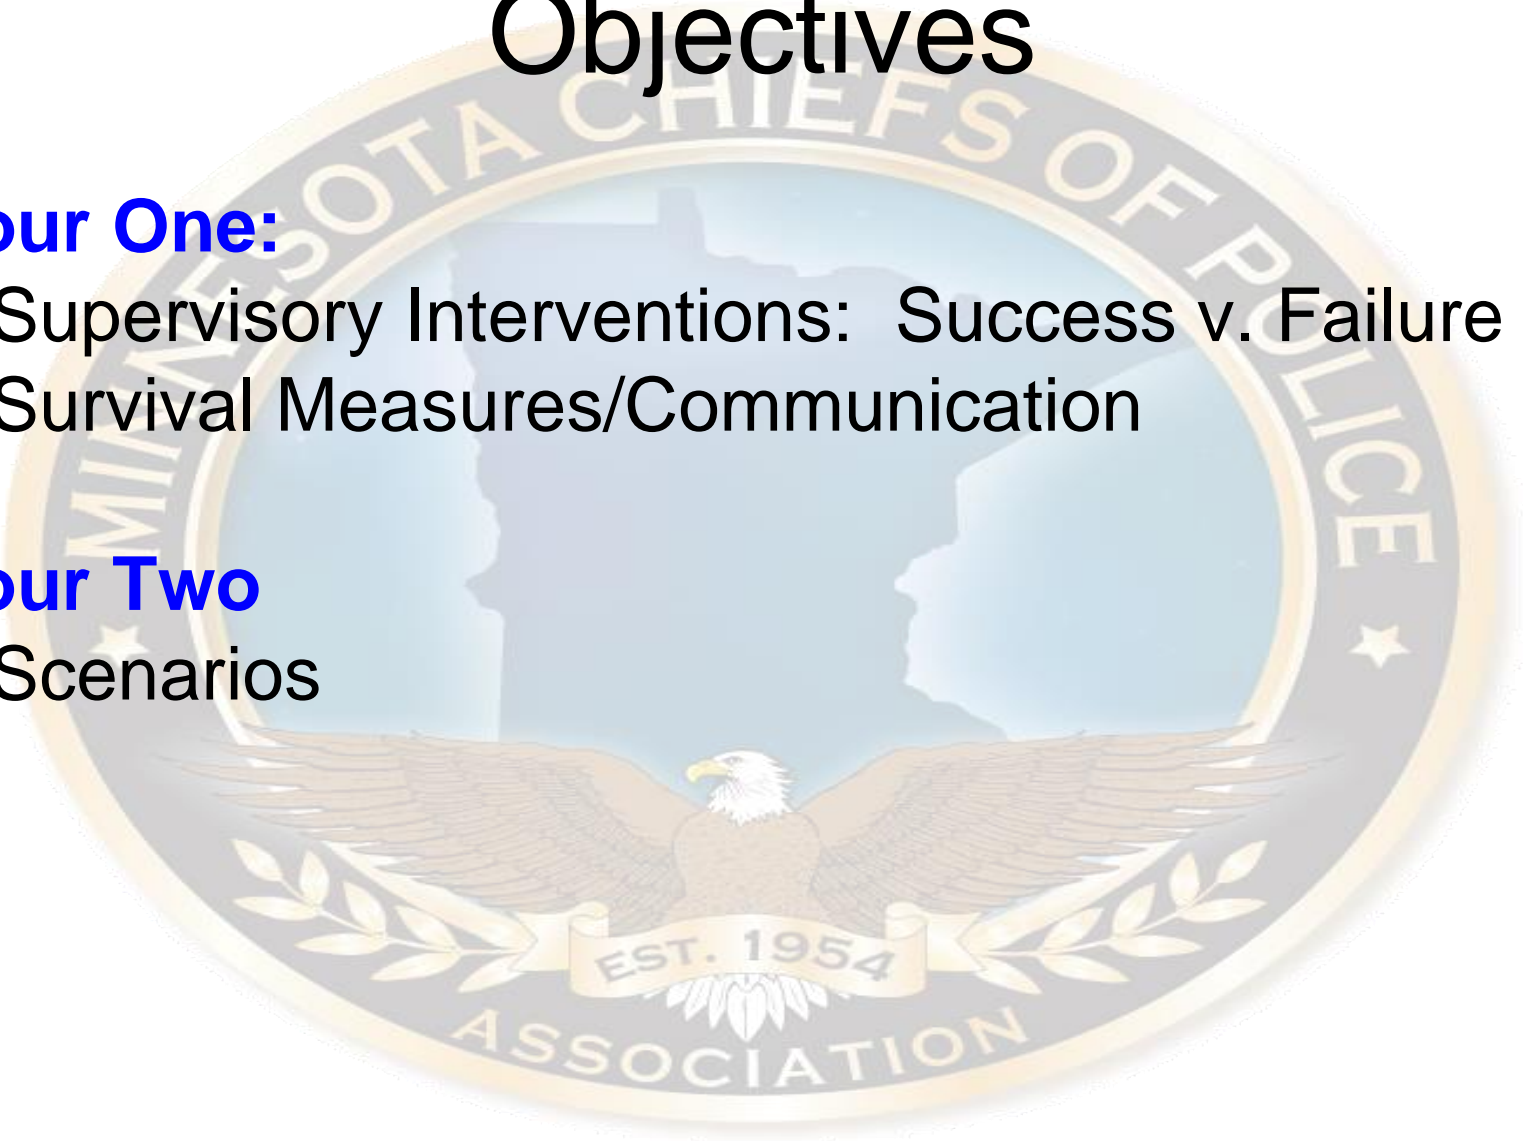 Objectives
our One:
Supervisory Interventions: Success v. Failure
Survival Measures/Communication
our Two
Scenarios
MINNESOTA CHIEFS OF POLICE
EST. 1954
ASSOCIATION